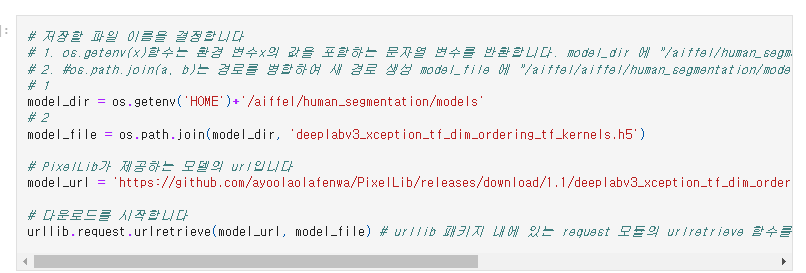 # 저장할 파일 이름을 결정합니다
# 1. os.getenv(x)함수는 환경 변수x의 값을 포함하는 문자열 변수를 반환합니다. model_dir 에 "/aiffel/human_segm
# 2. #os.path.join(a, b)는 경로를 병합하여 새 경로 생성 model_file 에 "/aiffel/aiffel/human_segmentation/mode
# 1
model_dir = os.getenv('HOME')+'/aiffel/human_segmentation/models'
# 2
model_file = os.path.join(model_dir, 'deeplabv3_xception_tf_dim_ordering_tf_kernels.h5')
# PixelLib가 제공하는 모델의 url입니다
model_url = 'https://github.com/ayoolaolafenwa/PixelLib/releases/download/1.1/deeplabv3_xception_tf_dim_order
# 다운로드를 시작합니다
urllib.request.urlretrieve(model_url, model_file) # urllib 패키지 내에 있는 request 모듈의 urlretrieve 함수를